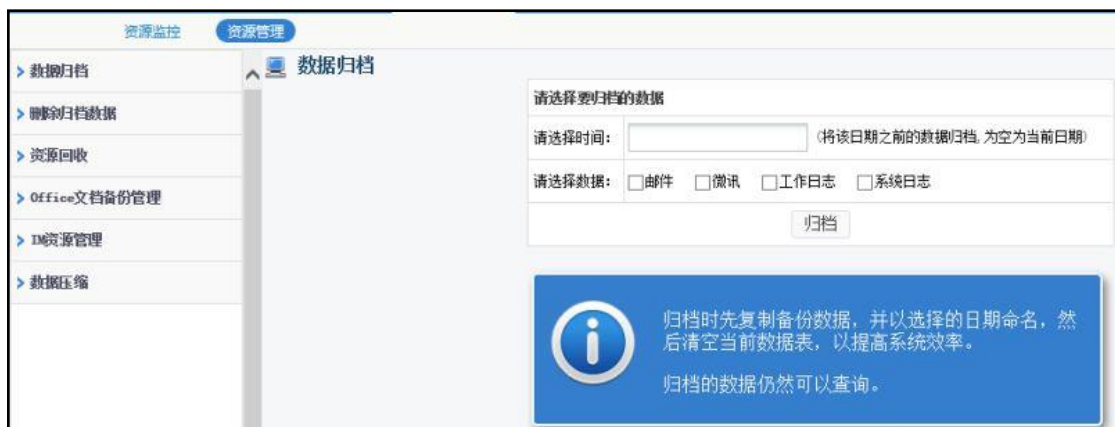 资源监控 资源管理
> 数据归档
> 删除归档数据
> 资源回收
> Office文档备份管理
> IM资源管理
> 数据压缩
数据归档
请选择要归档的数据
请选择时间： (将该日期之前的数据归档,为空为当前日期)
请选择数据： 邮件 微讯 工作日志 系统日志
归档
归档时先复制备份数据，并以选择的日期命名，然
后清空当前数据表，以提高系统效率。
归档的数据仍然可以查询。